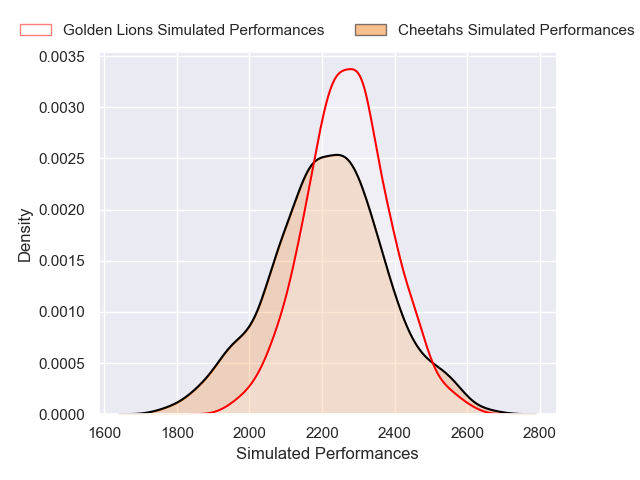 Golden Lions Simulated Performances
Cheetahs Simulated Performances
0.0035
0.0030
0.0025
0.0020
0.0015
0.0010
0.0005
0.0000
Density
1600 1800 2000 2200 2400 2600 2800
Simulated Performances